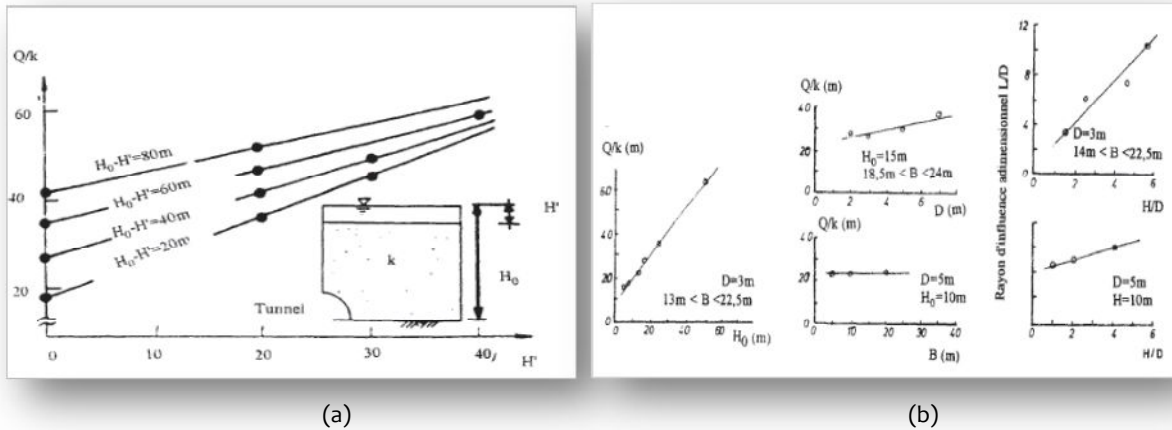 Q/k
60
40
20
H₀-H'=80m
H₀-H'=60m
H₀-H'=40m
H₀-H'=20m
H'
k
H₀
Tunnel
0 10 20 30 40 H'
(a)
Q/k (m)
60
40
20
0
D=3m
13m < B <22,5m
0 20 40 60
H₀ (m)
Q/k (m)
40
20
0
H₀=15m
18,5m < B <24m
0 2 4 6 8
D (m)
Q/k (m)
40
20
0
D=5m
H₀=10m
0 10 20 30 40
B (m)
Rayon d'influence adimensionnel L/D
12
8
4
0
D=3m
14m < B <22,5m
0 2 4 6
H/D
D=5m
H=10m
0 2 4 6
H/D
(b)